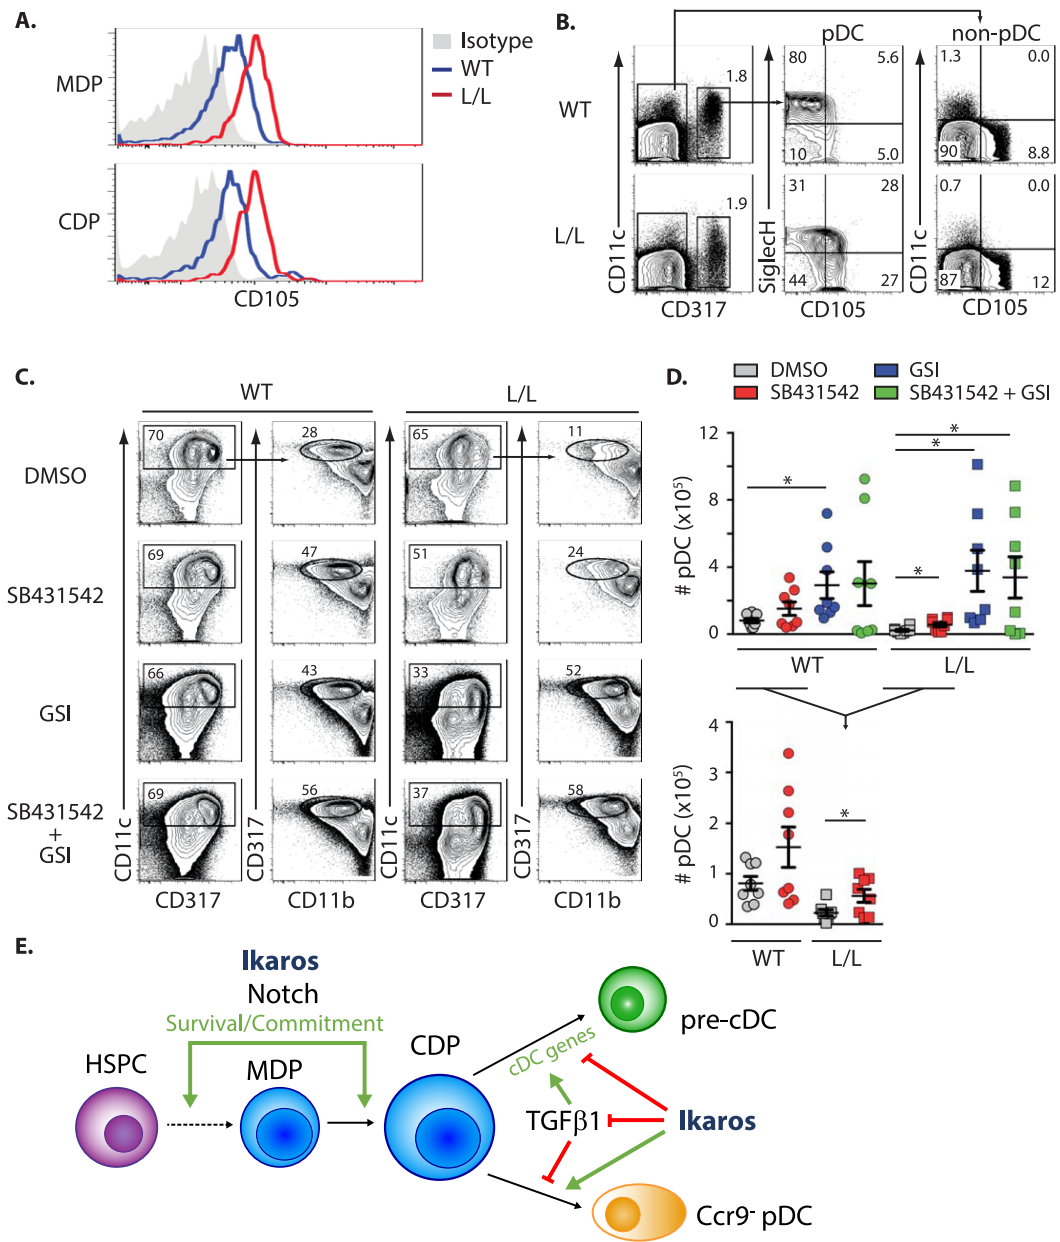 A.
Isotype
WT
L/L
MDP
CDP
CD105
B.
pDC
non-pDC
WT
L/L
1.8
80
5.6
10
5.0
1.3
0.0
90
8.8
1.9
31
28
44
27
0.7
0.0
87
12
CD11c
SiglecH
CD11c
CD317
CD105
CD105
C.
WT
L/L
DMSO
70
28
65
11
SB431542
69
47
51
24
GSI
66
43
33
52
SB431542
+
GSI
69
56
37
58
CD11c
CD317
CD11c
CD317
CD317
CD11b
CD317
CD11b
D.
DMSO
GSI
SB431542
SB431542 + GSI
# pDC (x10⁵)
12
8
4
0
*
*
*
*
WT
L/L
# pDC (x10⁵)
4
3
2
1
0
*
WT
L/L
E.
Ikaros
Notch
Survival/Commitment
HSPC
MDP
CDP
cDC genes
pre-cDC
TGFβ1
Ikaros
Ccr9⁻ pDC